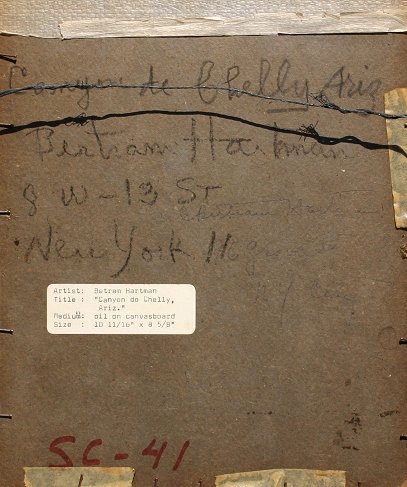 Canyon de Chelly, Ariz
Bertram Hartman
8 W - 13 St
New York 11
Artist: Betram Hartman
Title : "Canyon de Chelly,
Ariz."
Medium: oil on canvasboard
Size : 10 11/16" x 8 5/8"
SC-41